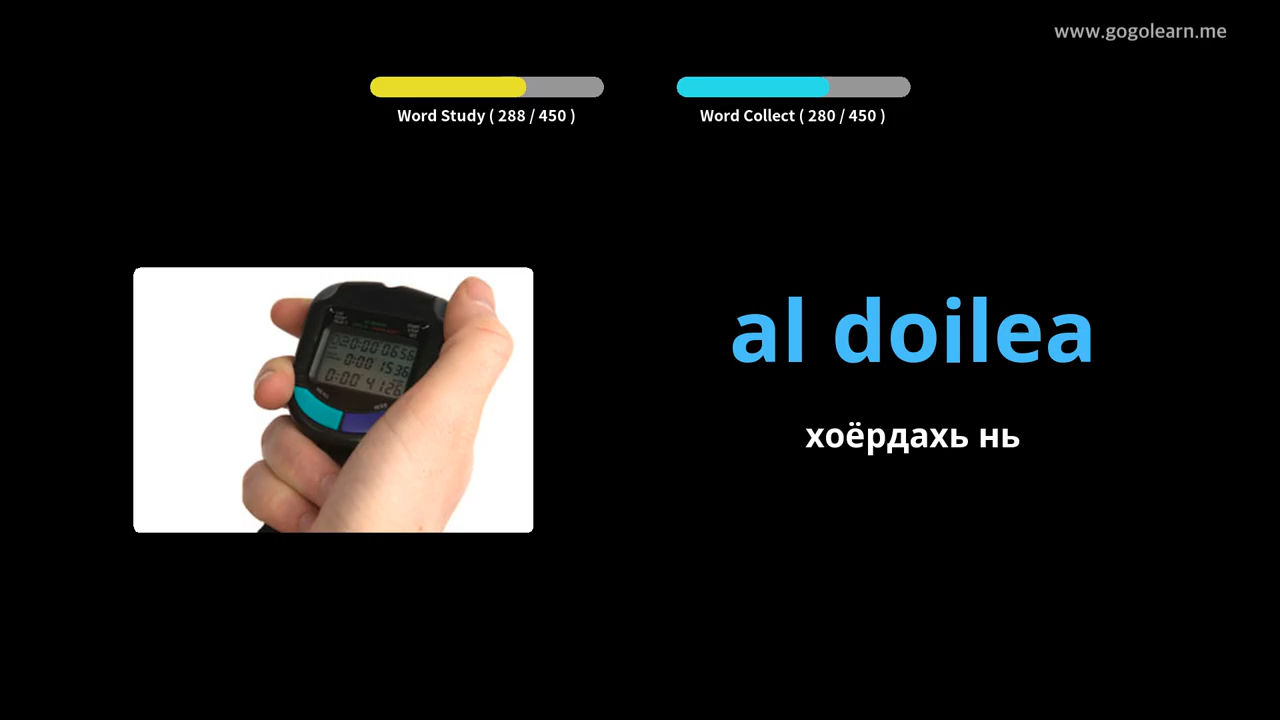 www.gogolearn.me
Word Study ( 288 / 450 )
Word Collect ( 280 / 450 )
al doilea
хоёрдахь нь